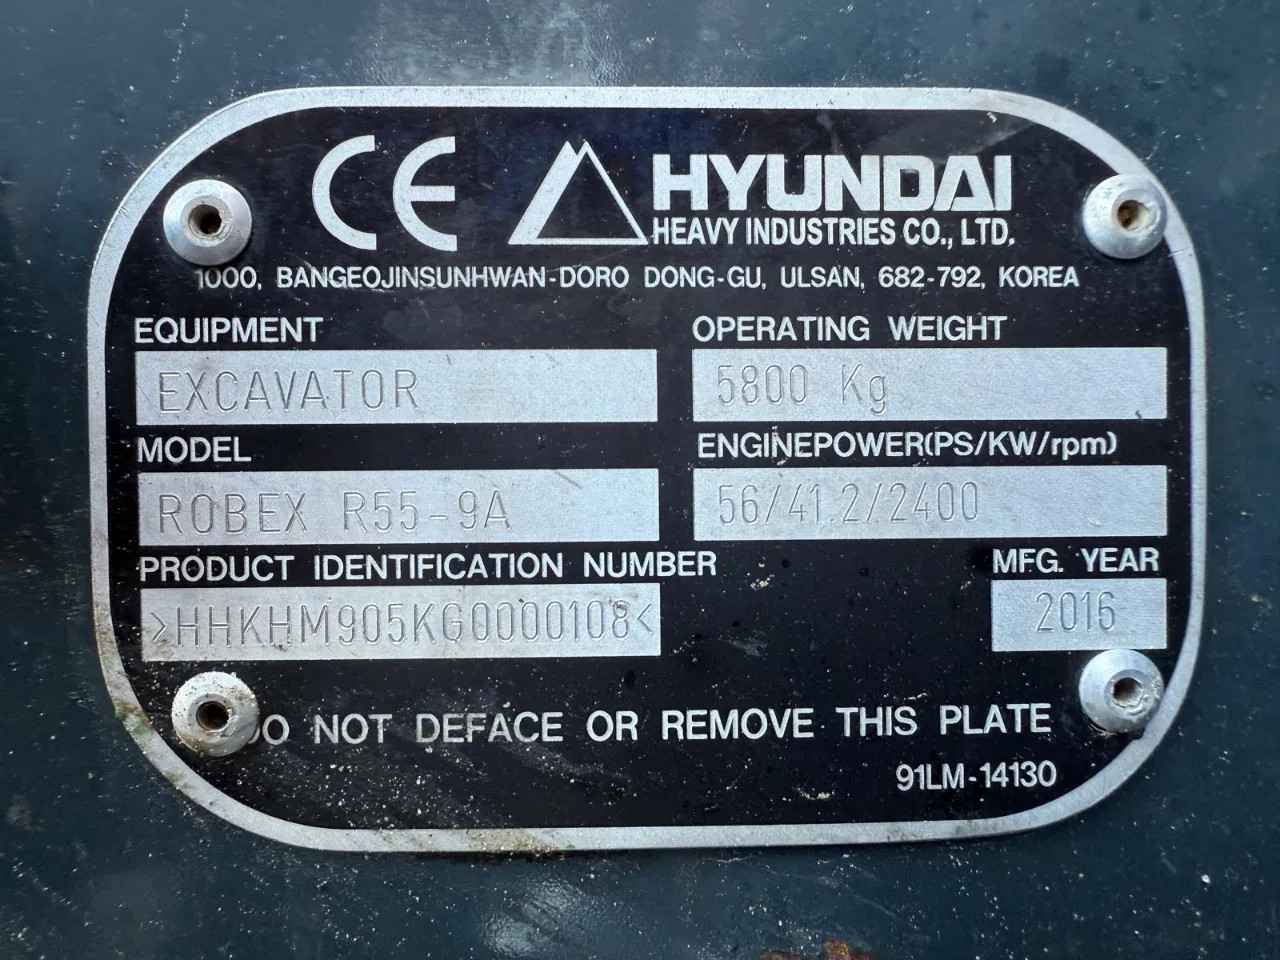 CE HYUNDAI
HEAVY INDUSTRIES CO., LTD.
1000, BANGEOJINSUNHWAN-DORO DONG-GU, ULSAN, 682-792, KOREA
EQUIPMENT
EXCAVATOR
OPERATING WEIGHT
5800 Kg
MODEL
ROBEX R55-9A
ENGINEPOWER(PS/KW/rpm)
56/41.2/2400
PRODUCT IDENTIFICATION NUMBER
>HHKHM905KG0000108<
MFG. YEAR
2016
DO NOT DEFACE OR REMOVE THIS PLATE
91LM-14130